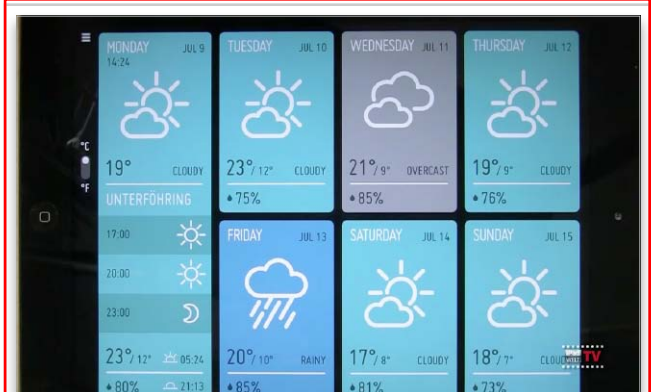 MONDAY JUL 9
14:24
19° CLOUDY
UNTERFÖHRING
17:00
20:00
23:00
23°/12° 05:24
80% 21:13
TUESDAY JUL 10
23°/12° CLOUDY
75%
WEDNESDAY JUL 11
21°/9° OVERCAST
85%
THURSDAY JUL 12
19°/9° CLOUDY
76%
FRIDAY JUL 13
20°/10° RAINY
85%
SATURDAY JUL 14
17°/8° CLOUDY
81%
SUNDAY JUL 15
18°/7°
73%
°C
°F
TV